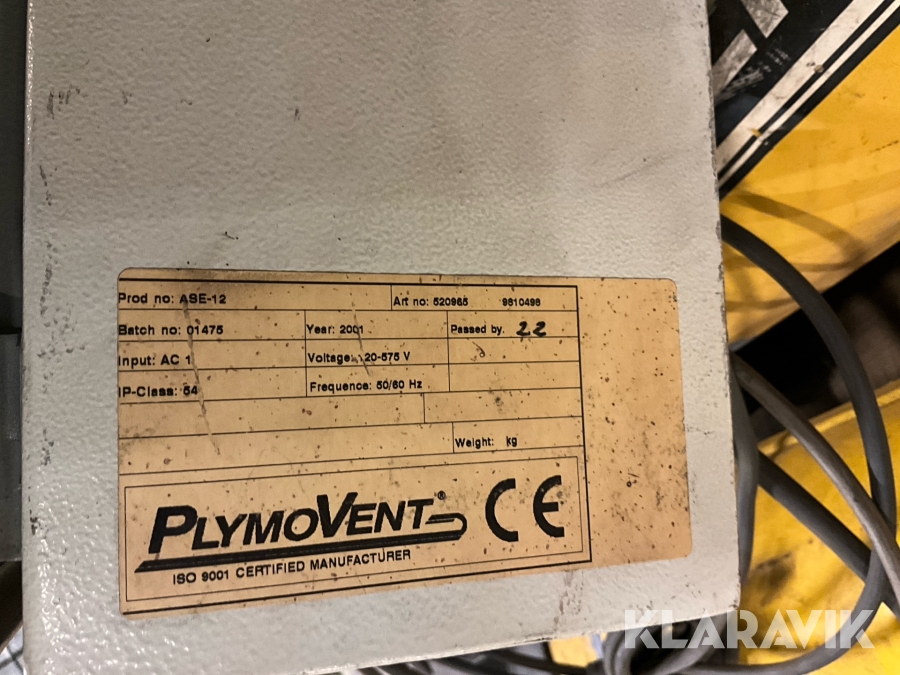 Prod no: ASE-12 Art no: 520965 9810498
Batch no: 01475 Year: 2001 Passed by. 22
Input: AC 1 Voltage: 20-575 V
IP-Class: 54 Frequence: 50/60 Hz
Weight: kg
PLYMOVENT® CE
ISO 9001 CERTIFIED MANUFACTURER
KLARAVIK